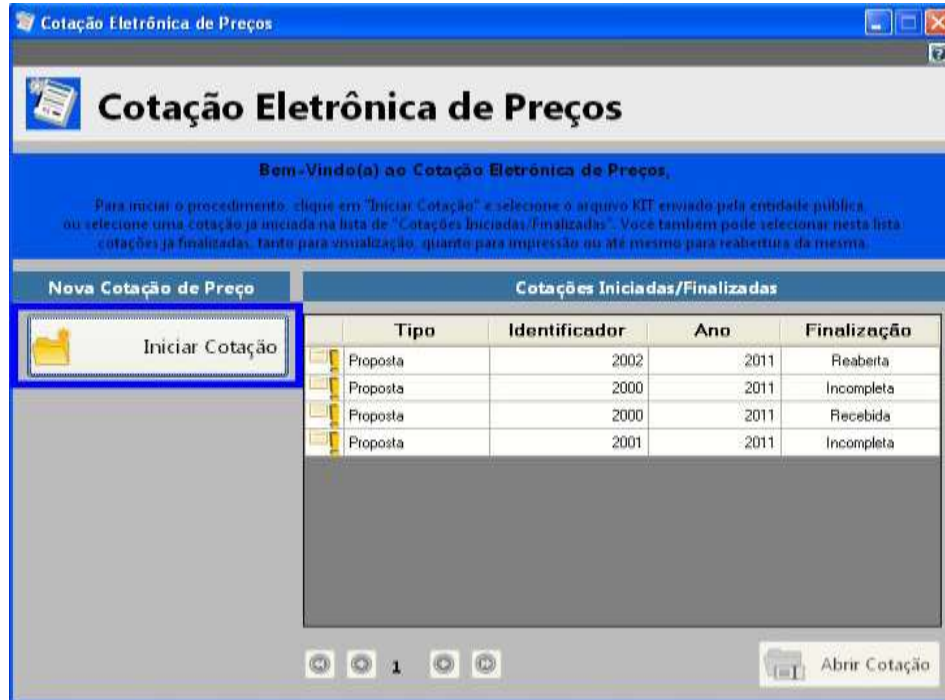 Cotação Eletrônica de Preços
Cotação Eletrônica de Preços
Bem-Vindo(a) ao Cotação Eletrônica de Preços,
Para iniciar o procedimento, clique em "Iniciar Cotação" e selecione o arquivo KIT enviado pela entidade pública,
ou selecione uma cotação já iniciada na lista de "Cotações Iniciadas/Finalizadas". Você também pode selecionar nesta lista
cotações já finalizadas, tanto para visualização, quanto para impressão ou até mesmo para reabertura da mesma.
Nova Cotação de Preço
Cotações Iniciadas/Finalizadas
Iniciar Cotação
Tipo Identificador Ano Finalização
Proposta 2002 2011 Reaberta
Proposta 2000 2011 Incompleta
Proposta 2000 2011 Recebida
Proposta 2001 2011 Incompleta
1
Abrir Cotação